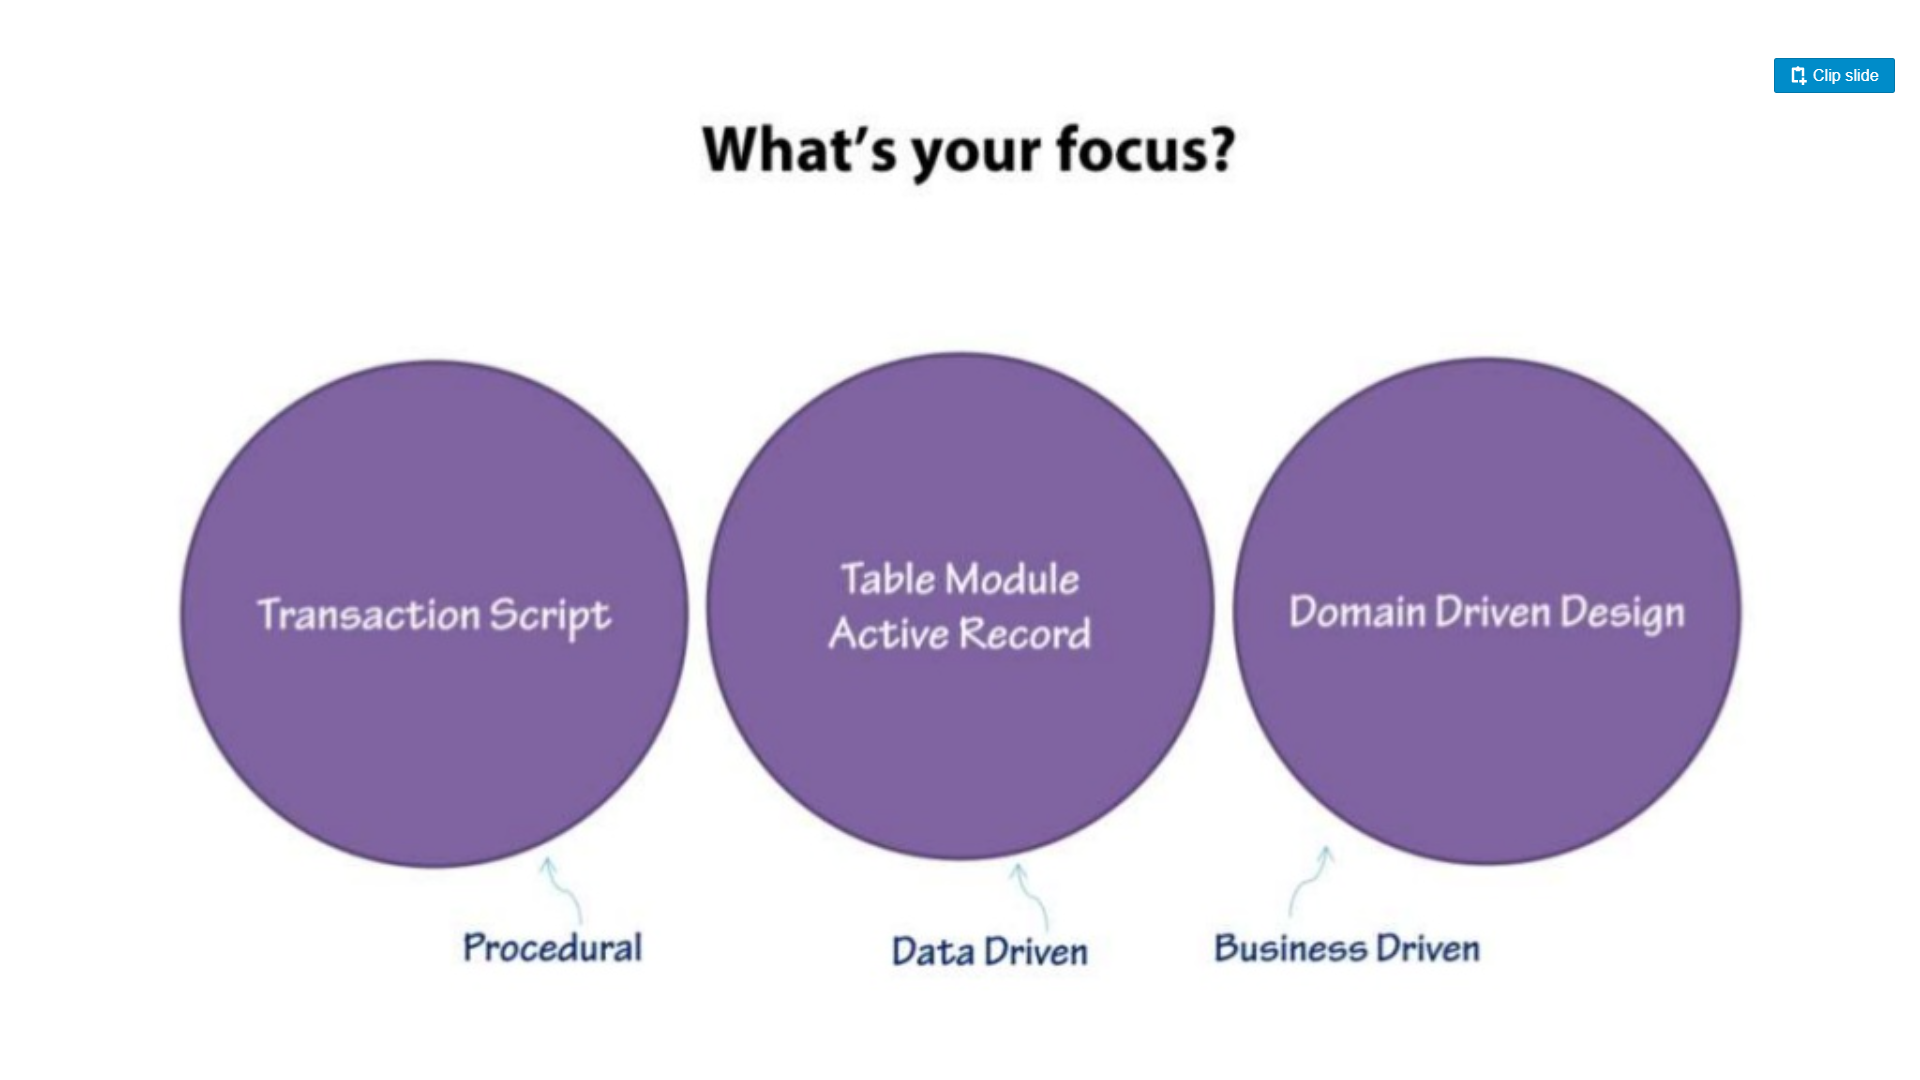 Clip slide
What's your focus?
Transaction Script
Table Module
Active Record
Domain Driven Design
Procedural
Data Driven
Business Driven